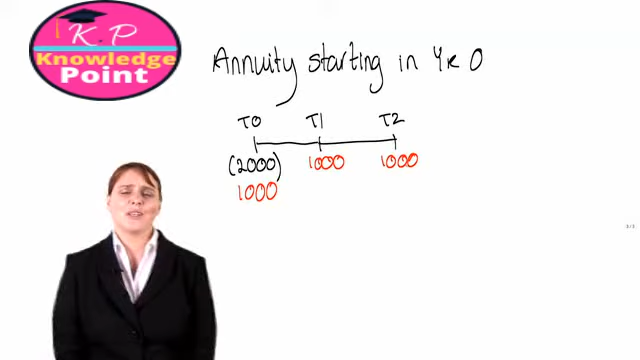 K.P
Knowledge
Point
Annuity starting in Yr 0
T0 T1 T2
(2000) 1000 1000
1000